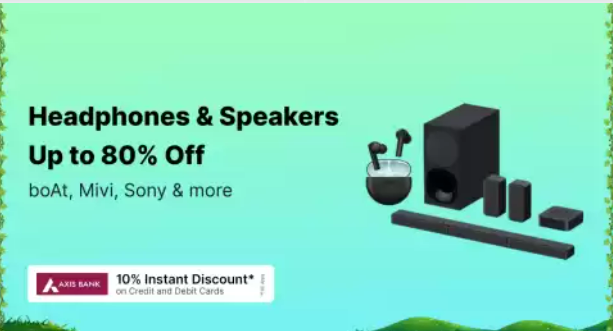 Headphones & Speakers
Up to 80% Off
boAt, Mivi, Sony & more
AXIS BANK
10% Instant Discount*
on Credit and Debit Cards